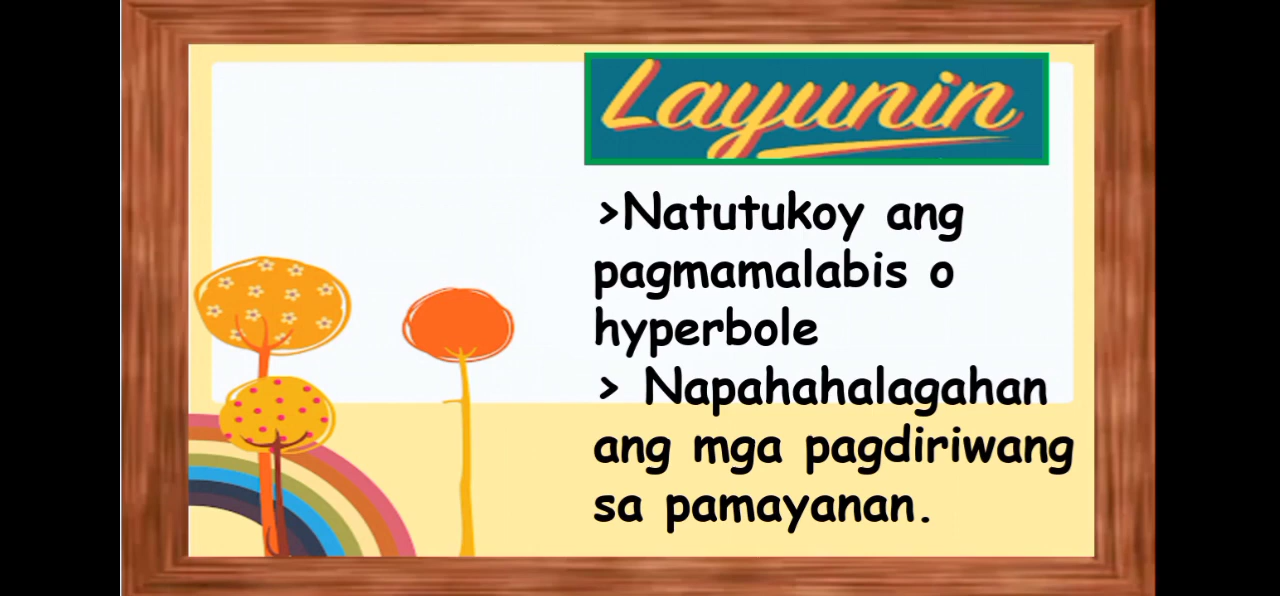 Layunin
>Natutukoy ang
pagmamalabis o
hyperbole
> Napahahalagahan
ang mga pagdiriwang
sa pamayanan.